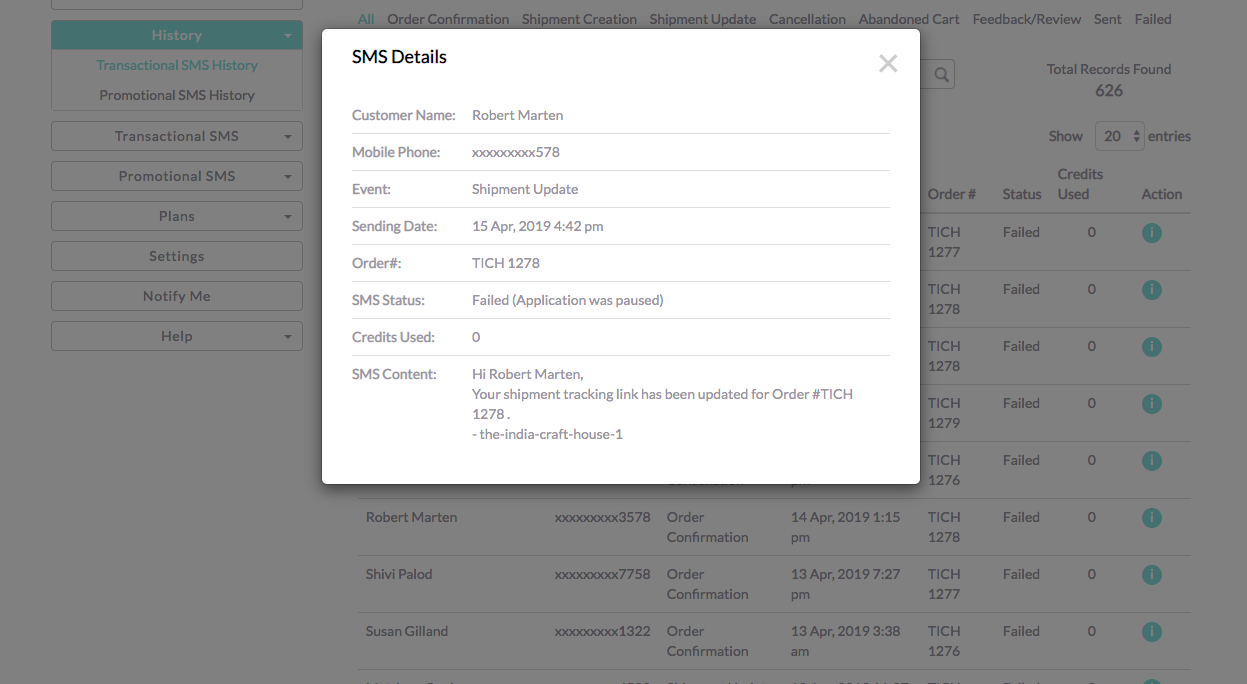 All Order Confirmation Shipment Creation Shipment Update Cancellation Abandoned Cart Feedback/Review Sent Failed
History
Transactional SMS History
Promotional SMS History
Transactional SMS
Promotional SMS
Plans
Settings
Notify Me
Help
SMS Details
Customer Name: Robert Marten
Mobile Phone: xxxxxxxxx578
Event: Shipment Update
Sending Date: 15 Apr, 2019 4:42 pm
Order#: TICH 1278
SMS Status: Failed (Application was paused)
Credits Used: 0
SMS Content: Hi Robert Marten,
Your shipment tracking link has been updated for Order #TICH
1278 .
- the-india-craft-house-1
Total Records Found
626
Show 20 entries
Credits
Order # Status Used Action
TICH Failed 0
1277
TICH Failed 0
1278
TICH Failed 0
1278
TICH Failed 0
1279
TICH Failed 0
1276
Robert Marten xxxxxxxxx3578 Order 14 Apr, 2019 1:15 TICH Failed 0
Confirmation pm 1278
Shivi Palod xxxxxxxxx7758 Order 13 Apr, 2019 7:27 TICH Failed 0
Confirmation pm 1277
Susan Gilland xxxxxxxxx1322 Order 13 Apr, 2019 3:38 TICH Failed 0
Confirmation am 1276